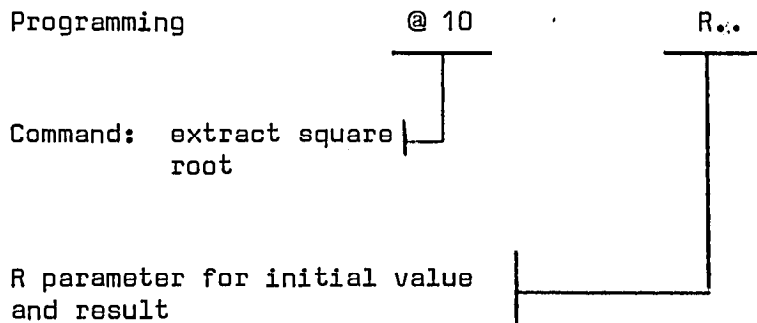 Programming @ 10 R...
Command: extract square
root
R parameter for initial value
and result